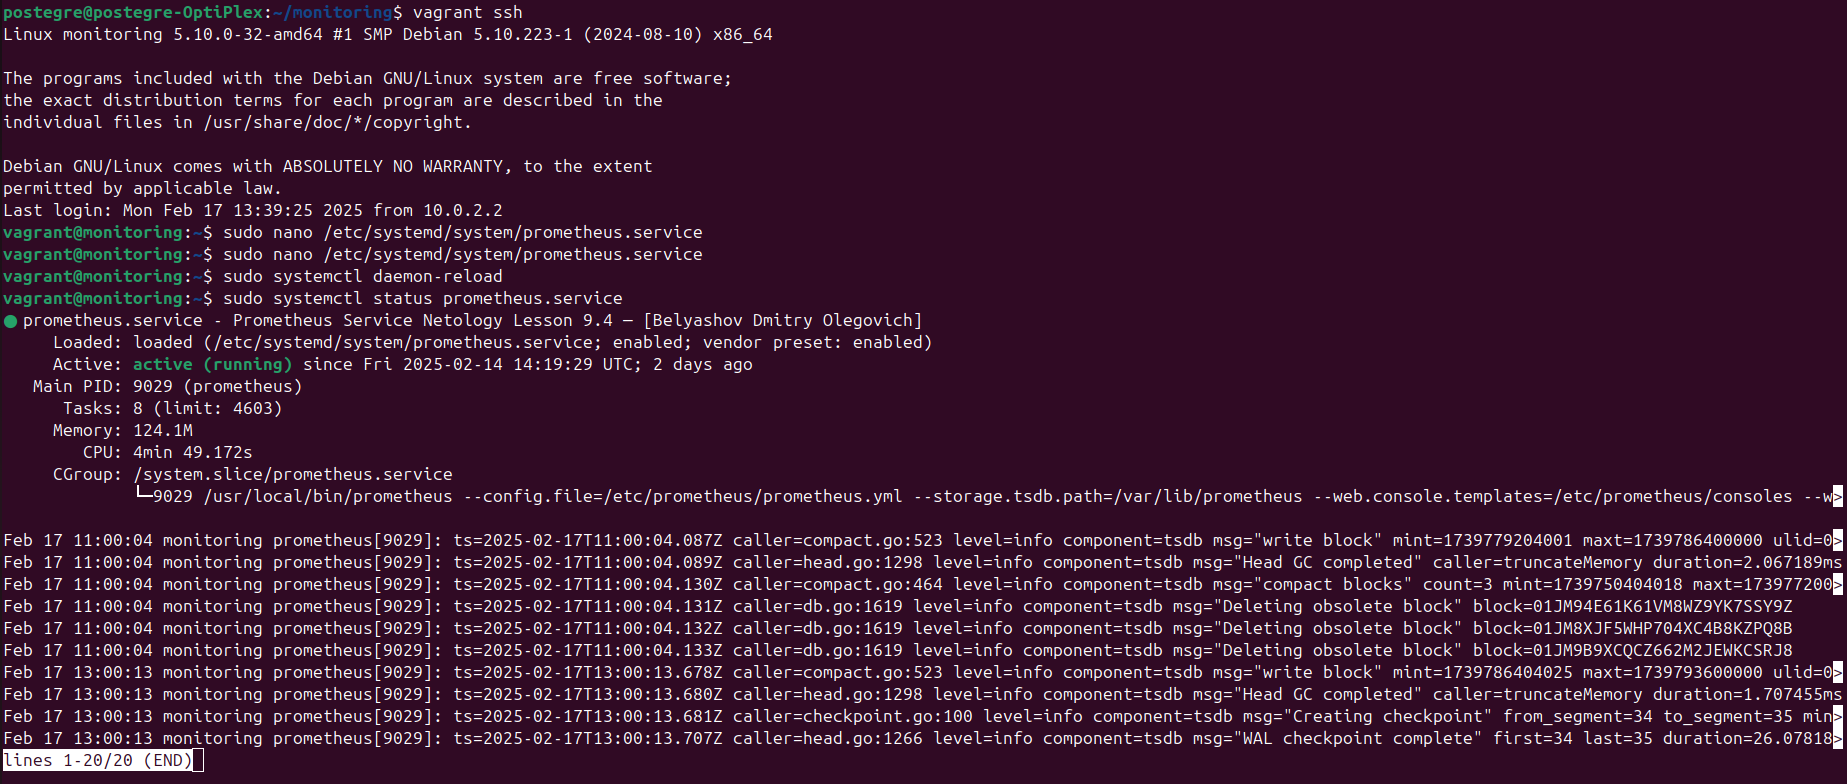 postegre@postegre-OptiPlex:~/monitoring$ vagrant ssh
Linux monitoring 5.10.0-32-amd64 #1 SMP Debian 5.10.223-1 (2024-08-10) x86_64
The programs included with the Debian GNU/Linux system are free software;
the exact distribution terms for each program are described in the
individual files in /usr/share/doc/*/copyright.
Debian GNU/Linux comes with ABSOLUTELY NO WARRANTY, to the extent
permitted by applicable law.
Last login: Mon Feb 17 13:39:25 2025 from 10.0.2.2
vagrant@monitoring:~$ sudo nano /etc/systemd/system/prometheus.service
vagrant@monitoring:~$ sudo nano /etc/systemd/system/prometheus.service
vagrant@monitoring:~$ sudo systemctl daemon-reload
vagrant@monitoring:~$ sudo systemctl status prometheus.service
● prometheus.service - Prometheus Service Netology Lesson 9.4 — [Belyashov Dmitry Olegovich]
Loaded: loaded (/etc/systemd/system/prometheus.service; enabled; vendor preset: enabled)
Active: active (running) since Fri 2025-02-14 14:19:29 UTC; 2 days ago
Main PID: 9029 (prometheus)
Tasks: 8 (limit: 4603)
Memory: 124.1M
CPU: 4min 49.172s
CGroup: /system.slice/prometheus.service
└─9029 /usr/local/bin/prometheus --config.file=/etc/prometheus/prometheus.yml --storage.tsdb.path=/var/lib/prometheus --web.console.templates=/etc/prometheus/consoles --w>
Feb 17 11:00:04 monitoring prometheus[9029]: ts=2025-02-17T11:00:04.087Z caller=compact.go:523 level=info component=tsdb msg="write block" mint=1739779204001 maxt=1739786400000 ulid=0>
Feb 17 11:00:04 monitoring prometheus[9029]: ts=2025-02-17T11:00:04.089Z caller=head.go:1298 level=info component=tsdb msg="Head GC completed" caller=truncateMemory duration=2.067189ms
Feb 17 11:00:04 monitoring prometheus[9029]: ts=2025-02-17T11:00:04.130Z caller=compact.go:464 level=info component=tsdb msg="compact blocks" count=3 mint=1739750404018 maxt=173977200>
Feb 17 11:00:04 monitoring prometheus[9029]: ts=2025-02-17T11:00:04.131Z caller=db.go:1619 level=info component=tsdb msg="Deleting obsolete block" block=01JM94E61K61VM8WZ9YK7SSY9Z
Feb 17 11:00:04 monitoring prometheus[9029]: ts=2025-02-17T11:00:04.132Z caller=db.go:1619 level=info component=tsdb msg="Deleting obsolete block" block=01JM8XJF5WHP704XC4B8KZPQ8B
Feb 17 11:00:04 monitoring prometheus[9029]: ts=2025-02-17T11:00:04.133Z caller=db.go:1619 level=info component=tsdb msg="Deleting obsolete block" block=01JM9B9XCQCZ662M2JEWKCSRJ8
Feb 17 13:00:13 monitoring prometheus[9029]: ts=2025-02-17T13:00:13.678Z caller=compact.go:523 level=info component=tsdb msg="write block" mint=1739786404025 maxt=1739793600000 ulid=0>
Feb 17 13:00:13 monitoring prometheus[9029]: ts=2025-02-17T13:00:13.680Z caller=head.go:1298 level=info component=tsdb msg="Head GC completed" caller=truncateMemory duration=1.707455ms
Feb 17 13:00:13 monitoring prometheus[9029]: ts=2025-02-17T13:00:13.681Z caller=checkpoint.go:100 level=info component=tsdb msg="Creating checkpoint" from_segment=34 to_segment=35 min>
Feb 17 13:00:13 monitoring prometheus[9029]: ts=2025-02-17T13:00:13.707Z caller=head.go:1266 level=info component=tsdb msg="WAL checkpoint complete" first=34 last=35 duration=26.07818>
lines 1-20/20 (END)